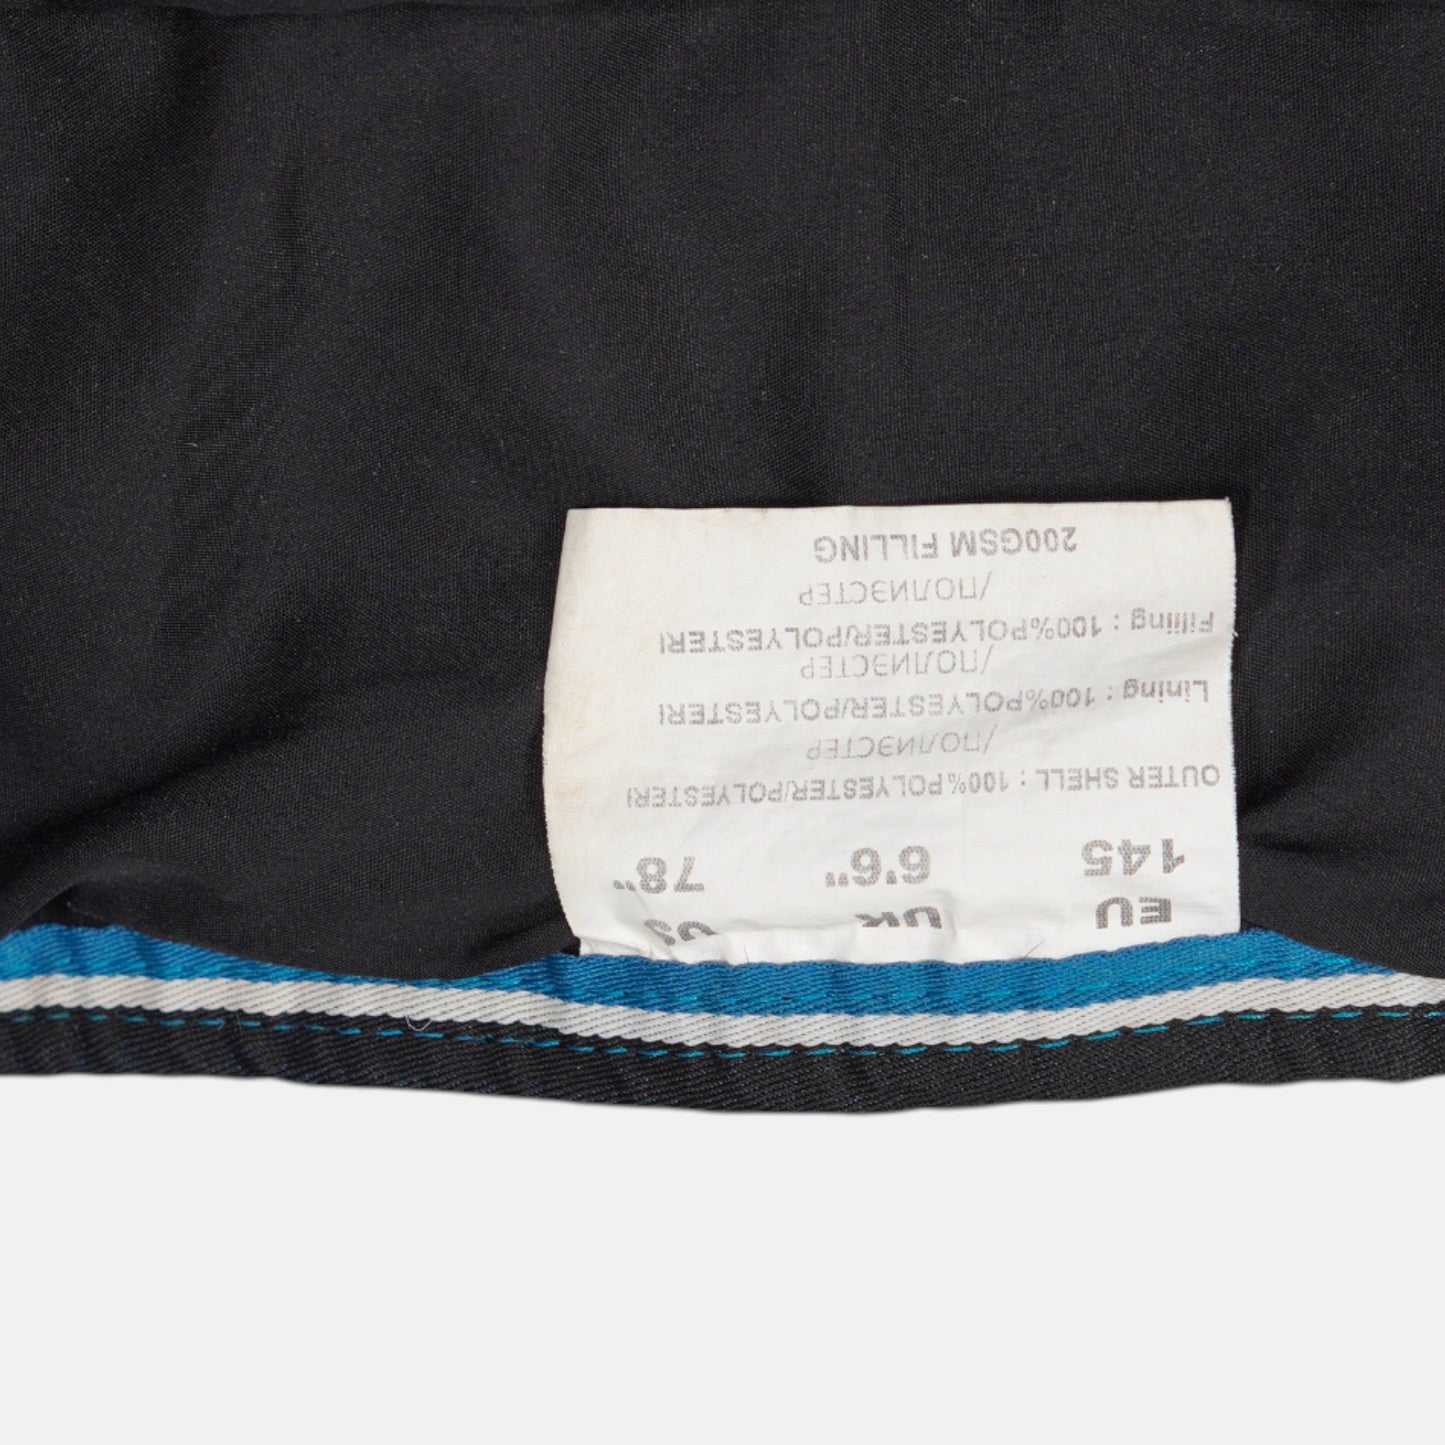 EU UK US
145 6'6" 78"
OUTER SHELL : 100%POLYESTER/POLYESTERI
/ПОЛИЭСТЕР
Lining : 100%POLYESTER/POLYESTERI
/ПОЛИЭСТЕР
Filling : 100%POLYESTER/POLYESTERI
/ПОЛИЭСТЕР
200GSM FILLING